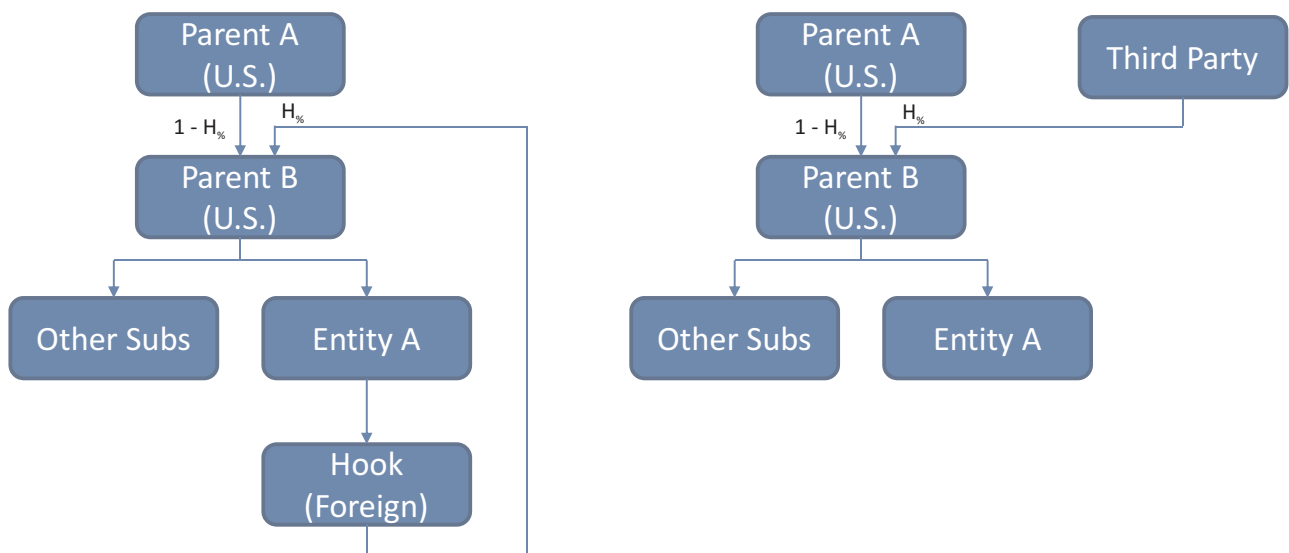 Parent A
(U.S.)
1 - H%
H%
Parent B
(U.S.)
Other Subs
Entity A
Hook
(Foreign)
Parent A
(U.S.)
Third Party
1 - H%
H%
Parent B
(U.S.)
Other Subs
Entity A